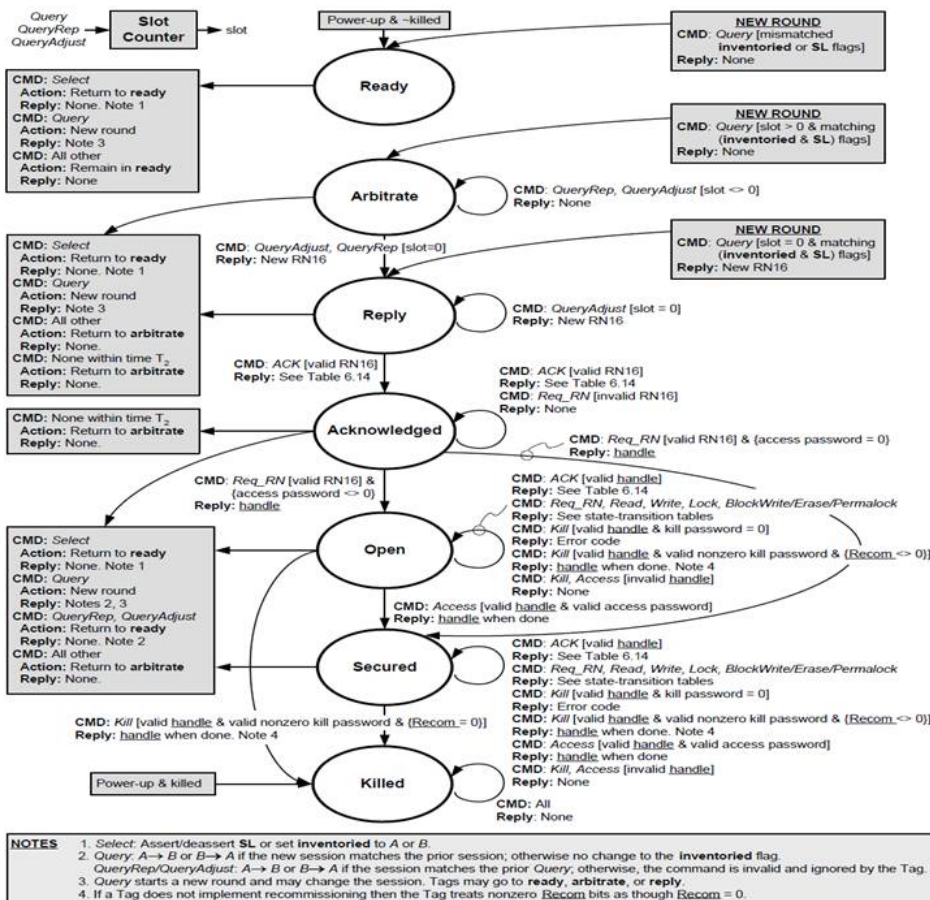 Query
QueryRep
QueryAdjust
Slot
Counter
slot
Power-up & ~killed
NEW ROUND
CMD: Query [mismatched
inventoried or SL flags]
Reply: None
Ready
CMD: Select
Action: Return to ready
Reply: None. Note 1
CMD: Query
Action: New round
Reply: Note 3
CMD: All other
Action: Remain in ready
Reply: None
NEW ROUND
CMD: Query [slot > 0 & matching
(inventoried & SL) flags]
Reply: None
Arbitrate
CMD: QueryRep, QueryAdjust [slot <> 0]
Reply: None
CMD: QueryAdjust, QueryRep [slot=0]
Reply: New RN16
NEW ROUND
CMD: Query [slot = 0 & matching
(inventoried & SL) flags]
Reply: New RN16
CMD: Select
Action: Return to ready
Reply: None. Note 1
CMD: Query
Action: New round
Reply: Note 3
CMD: All other
Action: Return to arbitrate
Reply: None.
CMD: None within time T2
Action: Return to arbitrate
Reply: None.
Reply
CMD: QueryAdjust [slot = 0]
Reply: New RN16
CMD: ACK [valid RN16]
Reply: See Table 6.14
CMD: ACK [valid RN16]
Reply: See Table 6.14
CMD: Req_RN [invalid RN16]
Reply: None
CMD: None within time T2
Action: Return to arbitrate
Reply: None.
Acknowledged
CMD: Req_RN [valid RN16] & {access password = 0}
Reply: handle
CMD: Req_RN [valid RN16] &
{access password <> 0}
Reply: handle
CMD: ACK [valid handle]
Reply: See Table 6.14
CMD: Req_RN, Read, Write, Lock, BlockWrite/Erase/Permalock
Reply: See state-transition tables
CMD: Kill [valid handle & kill password = 0]
Reply: Error code
CMD: Kill [valid handle & valid nonzero kill password & {Recom <> 0}]
Reply: handle when done. Note 4
CMD: Kill, Access [invalid handle]
Reply: None
Open
CMD: Select
Action: Return to ready
Reply: None. Note 1
CMD: Query
Action: New round
Reply: Notes 2, 3
CMD: QueryRep, QueryAdjust
Action: Return to ready
Reply: None. Note 2
CMD: All other
Action: Return to arbitrate
Reply: None.
CMD: Access [valid handle & valid access password]
Reply: handle when done
Secured
CMD: ACK [valid handle]
Reply: See Table 6.14
CMD: Req_RN, Read, Write, Lock, BlockWrite/Erase/Permalock
Reply: See state-transition tables
CMD: Kill [valid handle & kill password = 0]
Reply: Error code
CMD: Kill [valid handle & valid nonzero kill password & {Recom <> 0}]
Reply: handle when done. Note 4
CMD: Access [valid handle & valid access password]
Reply: handle when done
CMD: Kill, Access [invalid handle]
Reply: None
CMD: Kill [valid handle & valid nonzero kill password & {Recom = 0}]
Reply: handle when done. Note 4
Power-up & killed
Killed
CMD: All
Reply: None
NOTES 1. Select: Assert/deassert SL or set inventoried to A or B.
2. Query: A→ B or B→ A if the new session matches the prior session; otherwise no change to the inventoried flag.
QueryRep/QueryAdjust: A→ B or B→ A if the session matches the prior Query; otherwise, the command is invalid and ignored by the Tag.
3. Query starts a new round and may change the session. Tags may go to ready, arbitrate, or reply.
4. If a Tag does not implement recommissioning then the Tag treats nonzero Recom bits as though Recom = 0.